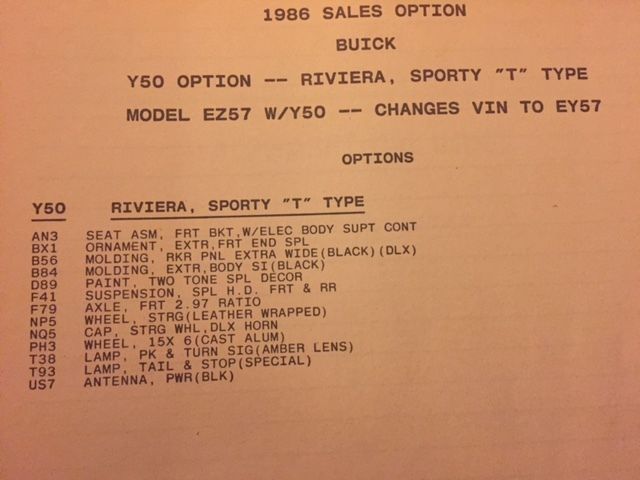 1986 SALES OPTION
BUICK
Y50 OPTION -- RIVIERA, SPORTY "T" TYPE
MODEL EZ57 W/Y50 -- CHANGES VIN TO EY57
OPTIONS
Y50 RIVIERA, SPORTY "T" TYPE
AN3 SEAT ASM, FRT BKT,W/ELEC BODY SUPT CONT
BX1 ORNAMENT, EXTR,FRT END SPL
B56 MOLDING, RKR PNL EXTRA WIDE(BLACK)(DLX)
B84 MOLDING, EXTR,BODY SI(BLACK)
D89 PAINT, TWO TONE SPL DECOR
F41 SUSPENSION, SPL H.D. FRT & RR
F79 AXLE, FRT 2.97 RATIO
NP5 WHEEL, STRG(LEATHER WRAPPED)
NQ5 CAP, STRG WHL,DLX HORN
PH3 WHEEL, 15X 6(CAST ALUM)
T38 LAMP, PK & TURN SIG(AMBER LENS)
T93 LAMP, TAIL & STOP(SPECIAL)
US7 ANTENNA, PWR(BLK)